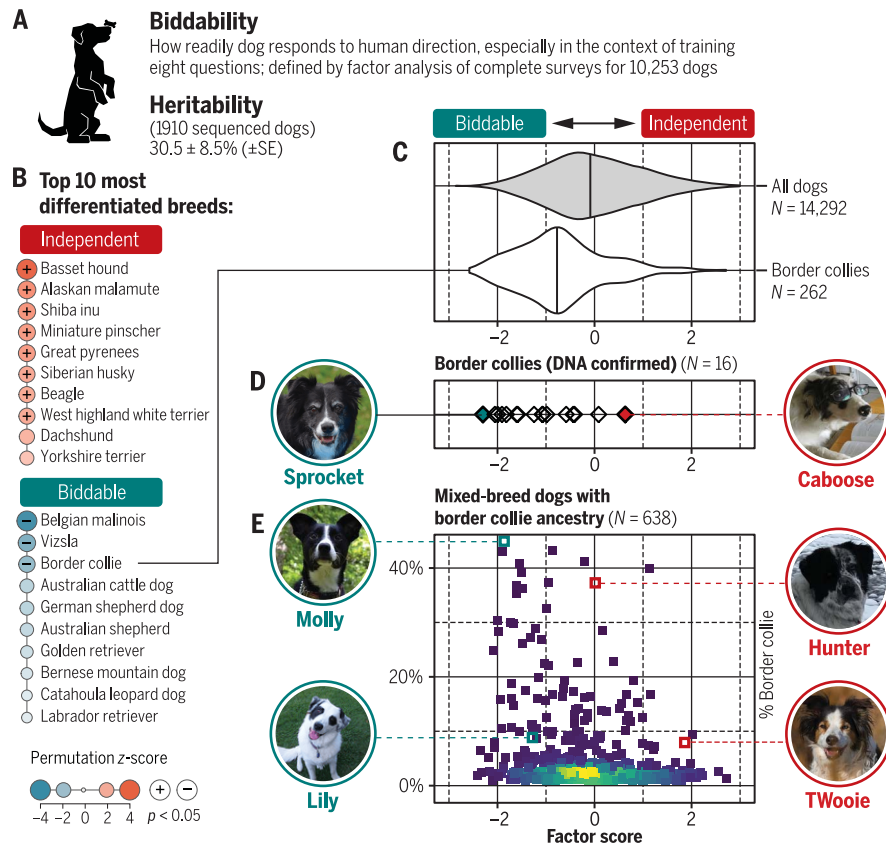 A
Biddability
How readily dog responds to human direction, especially in the context of training
eight questions; defined by factor analysis of complete surveys for 10,253 dogs
Heritability
(1910 sequenced dogs)
30.5 ± 8.5% (±SE)
B Top 10 most
differentiated breeds:
Independent
+ Basset hound
+ Alaskan malamute
+ Shiba inu
+ Miniature pinscher
+ Great pyrenees
+ Siberian husky
+ Beagle
+ West highland white terrier
Dachshund
Yorkshire terrier
Biddable
− Belgian malinois
− Vizsla
− Border collie
Australian cattle dog
German shepherd dog
Australian shepherd
Golden retriever
Bernese mountain dog
Catahoula leopard dog
Labrador retriever
Permutation z-score
−4 −2 0 2 4
+ −
p < 0.05
Biddable
Independent
C
All dogs
N = 14,292
Border collies
N = 262
−2 0 2
D
Border collies (DNA confirmed) (N = 16)
Sprocket
Caboose
−2 0 2
E
Mixed-breed dogs with
border collie ancestry (N = 638)
Molly
Hunter
Lily
TWooie
40%
20%
0%
% Border collie
−2 0 2
Factor score